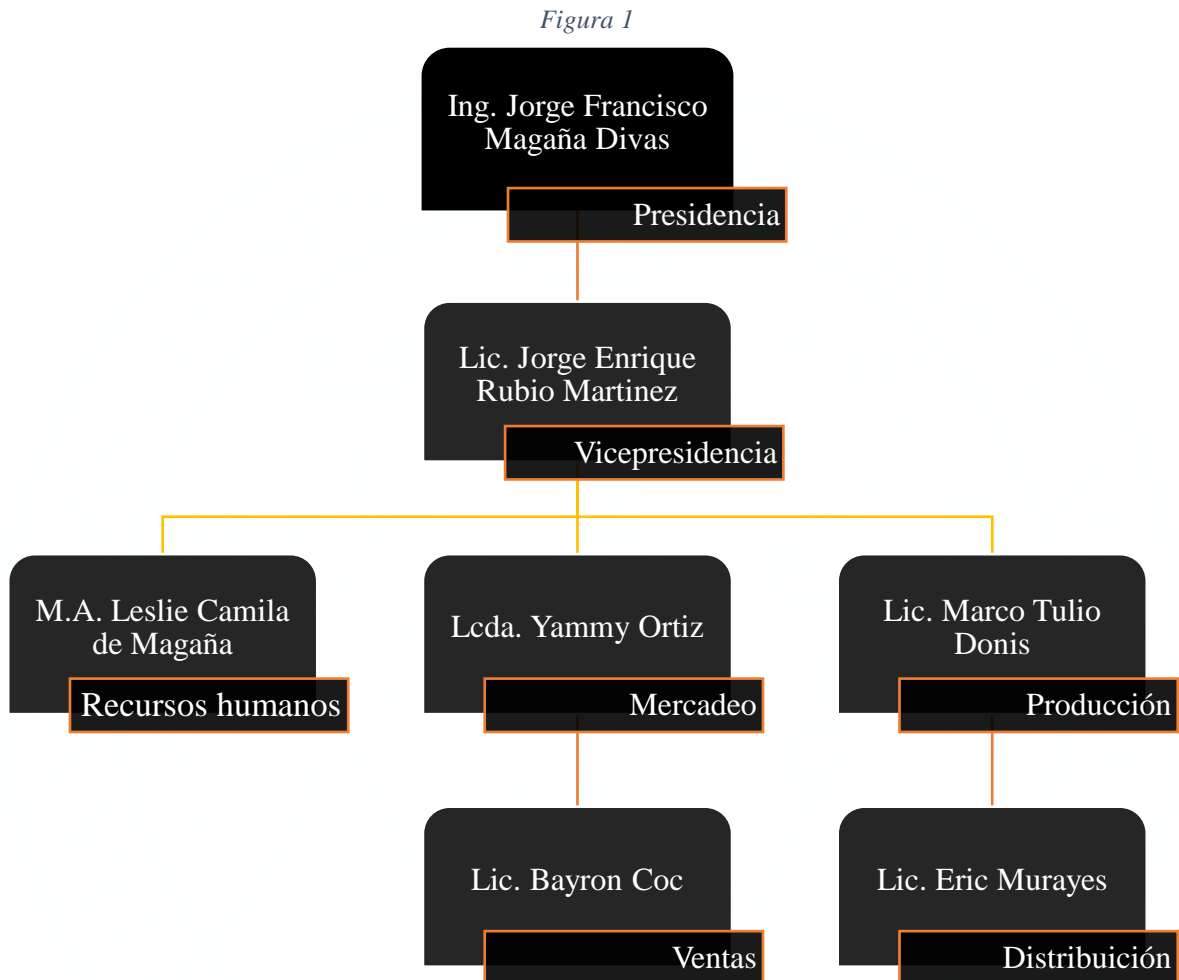 Figura 1
Ing. Jorge Francisco
Magaña Divas
Presidencia
Lic. Jorge Enrique
Rubio Martinez
Vicepresidencia
M.A. Leslie Camila
de Magaña
Recursos humanos
Lcda. Yammy Ortiz
Mercadeo
Lic. Marco Tulio
Donis
Producción
Lic. Bayron Coc
Ventas
Lic. Eric Murayes
Distribuición